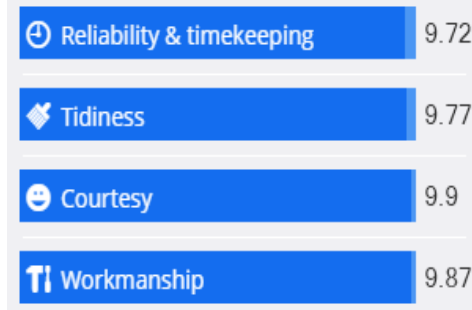 Reliability & timekeeping 9.72
Tidiness 9.77
Courtesy 9.9
Workmanship 9.87